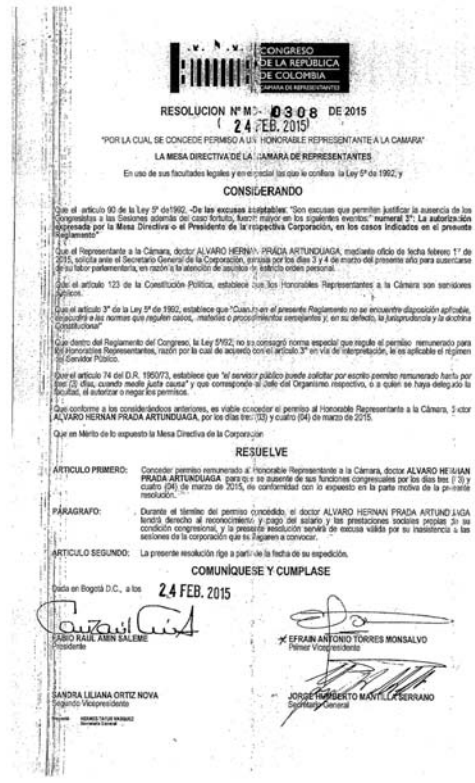 CONGRESO
DE LA REPÚBLICA
DE COLOMBIA
CÁMARA DE REPRESENTANTES
RESOLUCION N° MD- 0308 DE 2015
( 24 FEB. 2015)
"POR LA CUAL SE CONCEDE PERMISO A UN HONORABLE REPRESENTANTE A LA CAMARA"
LA MESA DIRECTIVA DE LA CAMARA DE REPRESENTANTES
En uso de sus facultades legales y en especial las que le confiere la Ley 5ª de 1992, y
CONSIDERANDO
Que el artículo 90 de la Ley 5ª de1992, -De las excusas aceptables: "Son excusas que permiten justificar la ausencia de los
Congresistas a las Sesiones además del caso fortuito, fuerza mayor en los siguientes eventos:" numeral 3°: La autorización
expresada por la Mesa Directiva o el Presidente de la respectiva Corporación, en los casos indicados en el presente
Reglamento"
Que el Representante a la Cámara, doctor ALVARO HERNAN PRADA ARTUNDUAGA, mediante oficio de fecha febrero 17 de
2015, solicita ante el Secretario General de la Corporación, excusa por los días 3 y 4 de marzo del presente año para ausentarse
de su labor parlamentaria, en razón a la atención de asuntos de estricto orden personal.
Que el artículo 123 de la Constitución Política, establece que los Honorables Representantes a la Cámara son servidores
públicos.
Que el artículo 3° de la Ley 5ª de 1992, establece que "Cuando en el presente Reglamento no se encuentre disposición aplicable,
se acudirá a las normas que regulen casos, materias o procedimientos semejantes y, en su defecto, la jurisprudencia y la doctrina
Constitucional"
Que dentro del Reglamento del Congreso, la Ley 5ª/92, no se consagró norma especial que regule el permiso remunerado para
los Honorables Representantes, razón por la cual de acuerdo con el artículo 3° en vía de interpretación, le es aplicable el régimen
de Servidor Público.
Que el artículo 74 del D.R. 1950/73, establece que "el servidor público puede solicitar por escrito permiso remunerado hasta por
tres (3) días, cuando medie justa causa" y que corresponde al Jefe del Organismo respectivo, o a quien se haya delegado la
facultad, el autorizar o negar los permisos.
Que conforme a los considerandos anteriores, es viable conceder el permiso al Honorable Representante a la Cámara, doctor
ALVARO HERNAN PRADA ARTUNDUAGA, por los días tres (03) y cuatro (04) de marzo de 2015.
Que en Mérito de lo expuesto la Mesa Directiva de la Corporación
RESUELVE
ARTICULO PRIMERO: Conceder permiso remunerado al Honorable Representante a la Cámara, doctor ALVARO HERNAN
PRADA ARTUNDUAGA para que se ausente de sus funciones congresuales por los días tres (03) y
cuatro (04) de marzo de 2015, de conformidad con lo expuesto en la parte motiva de la presente
resolución.
PARAGRAFO: Durante el término del permiso concedido, el doctor ALVARO HERNAN PRADA ARTUNDUAGA
tendrá derecho al reconocimiento y pago del salario y las prestaciones sociales propias de su
condición congresional, y la presente resolución servirá de excusa válida por su inasistencia a las
sesiones de la corporación que se llegaren a convocar.
ARTICULO SEGUNDO: La presente resolución rige a partir de la fecha de su expedición.
COMUNÍQUESE Y CUMPLASE
Dada en Bogotá D.C., a los 24 FEB. 2015
FABIO RAUL AMIN SALEME
Presidente
EFRAIN ANTONIO TORRES MONSALVO
Primer Vicepresidente
SANDRA LILIANA ORTIZ NOVA
Segundo Vicepresidente
JORGE HUMBERTO MANTILLA SERRANO
Secretario General